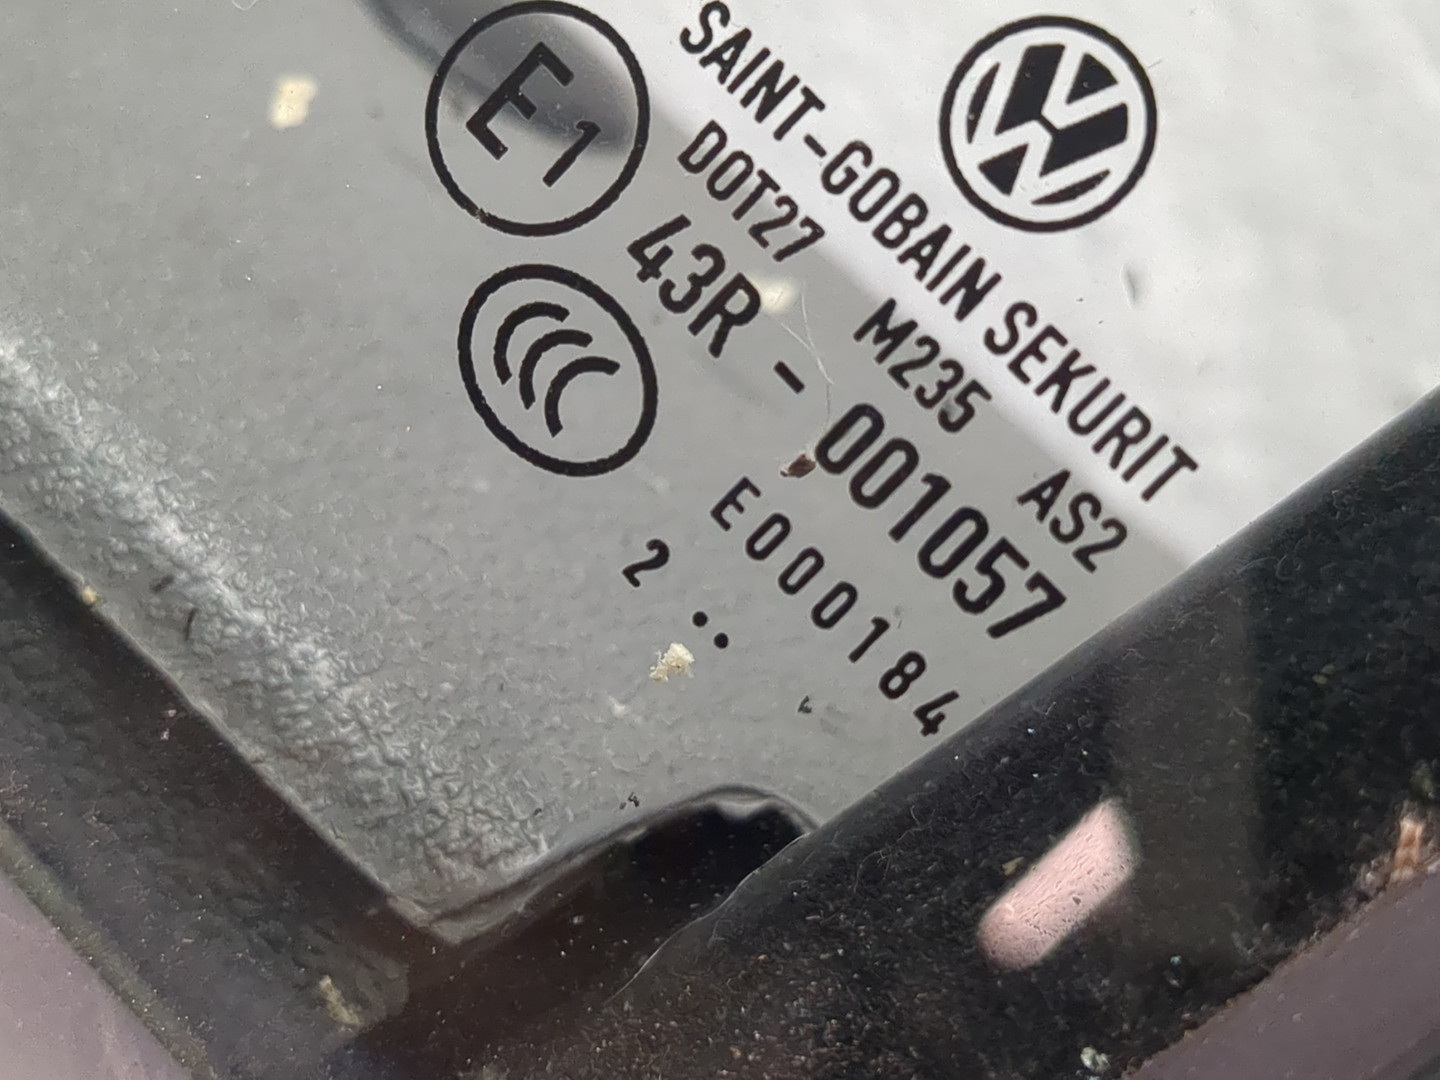 SAINT-GOBAIN SEKURIT
E1
DOT27 M235 AS2
43R - 001057
E000184
2 ..